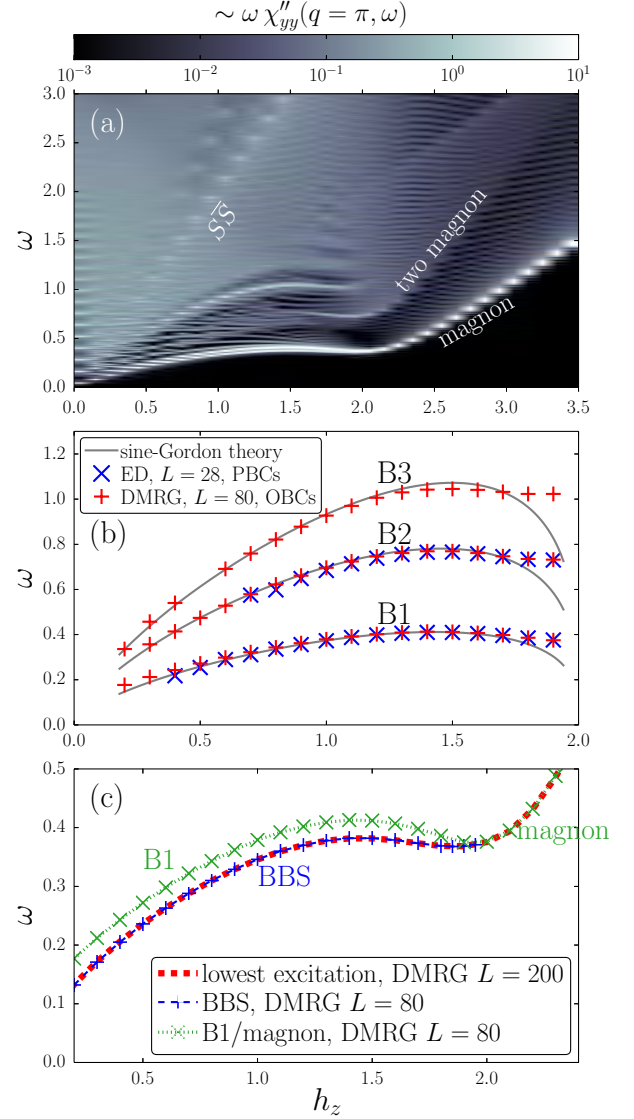 ∼ ω χ''_{yy}(q = π, ω)
10^{−3} 10^{−2} 10^{−1} 10^{0} 10^{1}
(a)
SS̅
two magnon
magnon
ω
3.0
2.5
2.0
1.5
1.0
0.5
0.0
0.0 0.5 1.0 1.5 2.0 2.5 3.0 3.5
sine-Gordon theory
ED, L = 28, PBCs
DMRG, L = 80, OBCs
(b)
B3
B2
B1
ω
1.2
1.0
0.8
0.6
0.4
0.2
0.0
0.0 0.5 1.0 1.5 2.0
(c)
B1
BBS
magnon
lowest excitation, DMRG L = 200
BBS, DMRG L = 80
B1/magnon, DMRG L = 80
ω
0.5
0.4
0.3
0.2
0.1
0.0
0.5 1.0 1.5 2.0
h_z